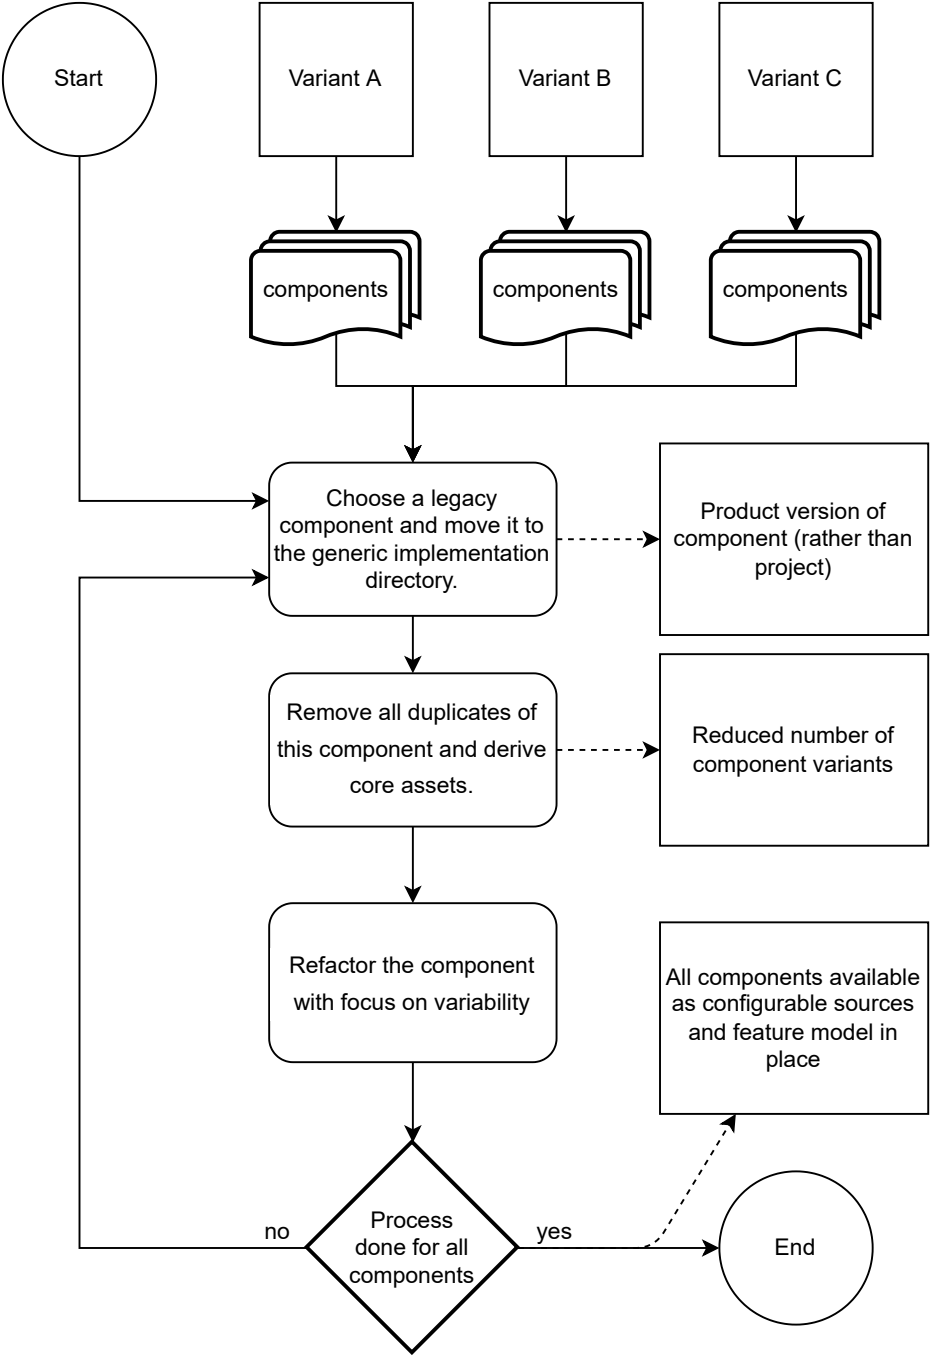 Start
Variant A
Variant B
Variant C
components
components
components
Choose a legacy
component and move it to
the generic implementation
directory.
Product version of
component (rather than
project)
Remove all duplicates of
this component and derive
core assets.
Reduced number of
component variants
Refactor the component
with focus on variability
All components available
as configurable sources
and feature model in
place
no
Process
done for all
components
yes
End